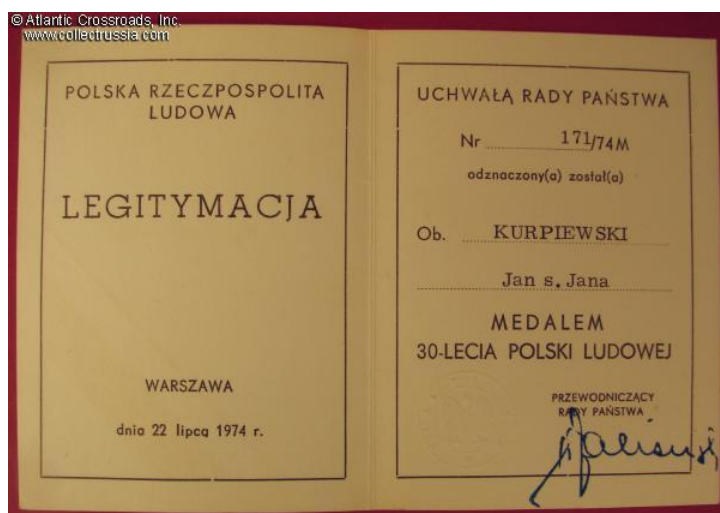 © Atlantic Crossroads, Inc.
www.collectrussia.com
POLSKA RZECZPOSPOLITA
LUDOWA
LEGITYMACJA
WARSZAWA
dnia 22 lipca 1974 r.
UCHWAŁĄ RADY PAŃSTWA
Nr 171/74M
odznaczony(a) został(a)
Ob. KURPIEWSKI
Jan s. Jana
MEDALEM
30-LECIA POLSKI LUDOWEJ
PRZEWODNICZĄCY
RADY PAŃSTWA